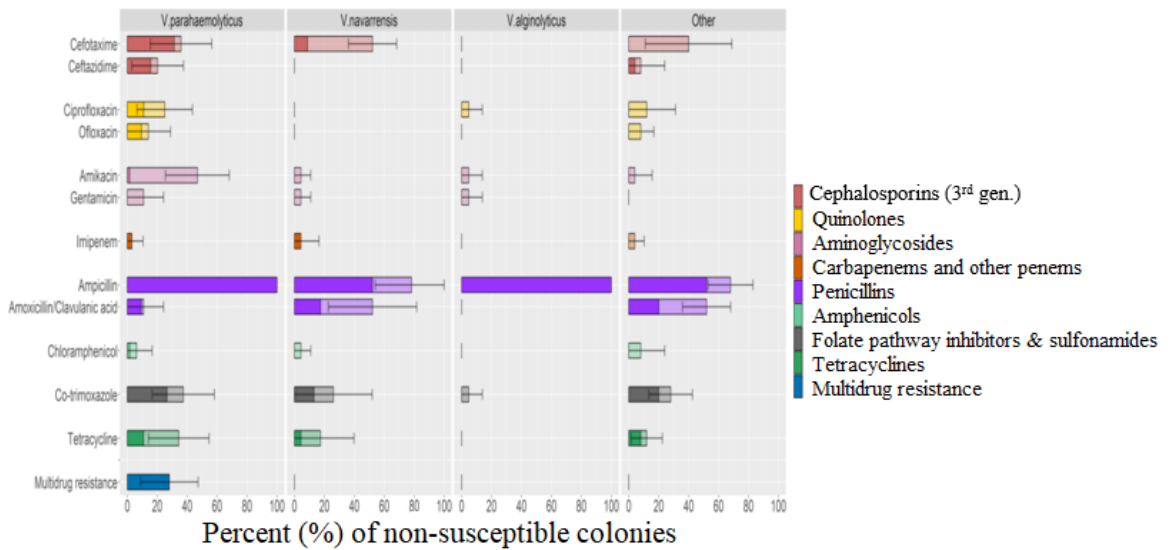 V.parahaemolyticus V.navarrensis V.alginolyticus Other
Cefotaxime
Ceftazidime
Ciprofloxacin
Ofloxacin
Amikacin
Gentamicin
Imipenem
Ampicillin
Amoxicillin/Clavulanic acid
Chloramphenicol
Co-trimoxazole
Tetracycline
Multidrug resistance
0 20 40 60 80 100 0 20 40 60 80 100 0 20 40 60 80 100 0 20 40 60 80 100
Percent (%) of non-susceptible colonies
Cephalosporins (3rd gen.)
Quinolones
Aminoglycosides
Carbapenems and other penems
Penicillins
Amphenicols
Folate pathway inhibitors & sulfonamides
Tetracyclines
Multidrug resistance